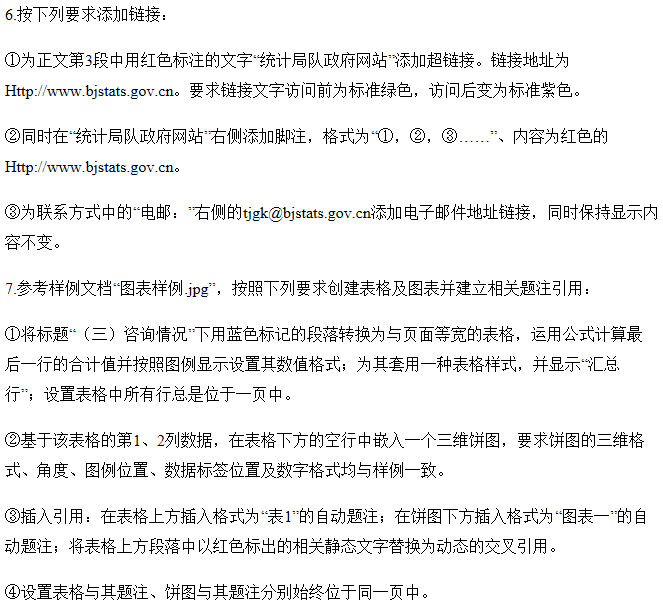 6.按下列要求添加链接：
①为正文第3段中用红色标注的文字“统计局队政府网站”添加超链接。链接地址为
Http://www.bjstats.gov.cn。要求链接文字访问前为标准绿色，访问后变为标准紫色。
②同时在“统计局队政府网站”右侧添加脚注，格式为“①，②，③……”、内容为红色的
Http://www.bjstats.gov.cn。
③为联系方式中的“电邮：”右侧的tjgk@bjstats.gov.cn添加电子邮件地址链接，同时保持显示内
容不变。
7.参考样例文档“图表样例.jpg”，按照下列要求创建表格及图表并建立相关题注引用：
①将标题“（三）咨询情况”下用蓝色标记的段落转换为与页面等宽的表格，运用公式计算最
后一行的合计值并按照图例显示设置其数值格式；为其套用一种表格样式，并显示“汇总
行”；设置表格中所有行总是位于一页中。
②基于该表格的第1、2列数据，在表格下方的空行中嵌入一个三维饼图，要求饼图的三维格
式、角度、图例位置、数据标签位置及数字格式均与样例一致。
③插入引用：在表格上方插入格式为“表1”的自动题注；在饼图下方插入格式为“图表一”的自
动题注；将表格上方段落中以红色标出的相关静态文字替换为动态的交叉引用。
④设置表格与其题注、饼图与其题注分别始终位于同一页中。